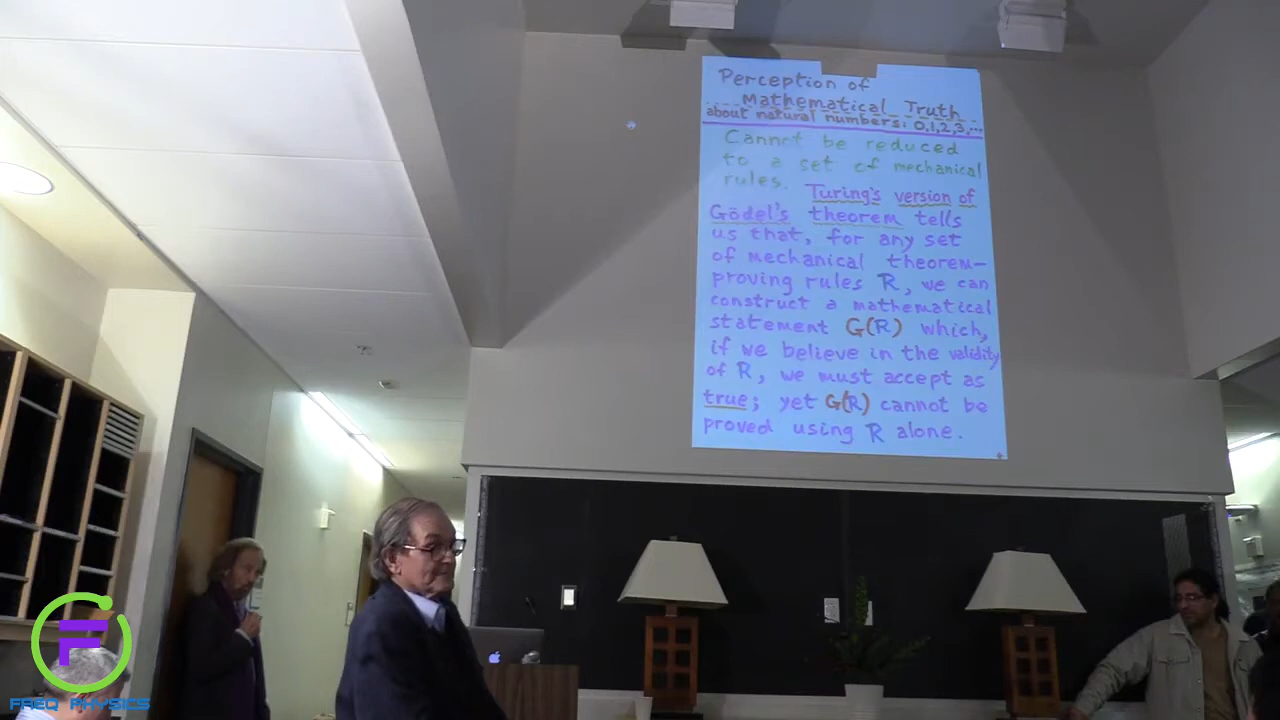 Perception of
Mathematical Truth
about natural numbers: 0,1,2,3,...
Cannot be reduced
to a set of mechanical
rules. Turing's version of
Gödel's theorem tells
us that, for any set
of mechanical theorem-
proving rules R, we can
construct a mathematical
statement G(R) which,
if we believe in the validity
of R, we must accept as
true; yet G(R) cannot be
proved using R alone.
F
FREQ PHYSICS